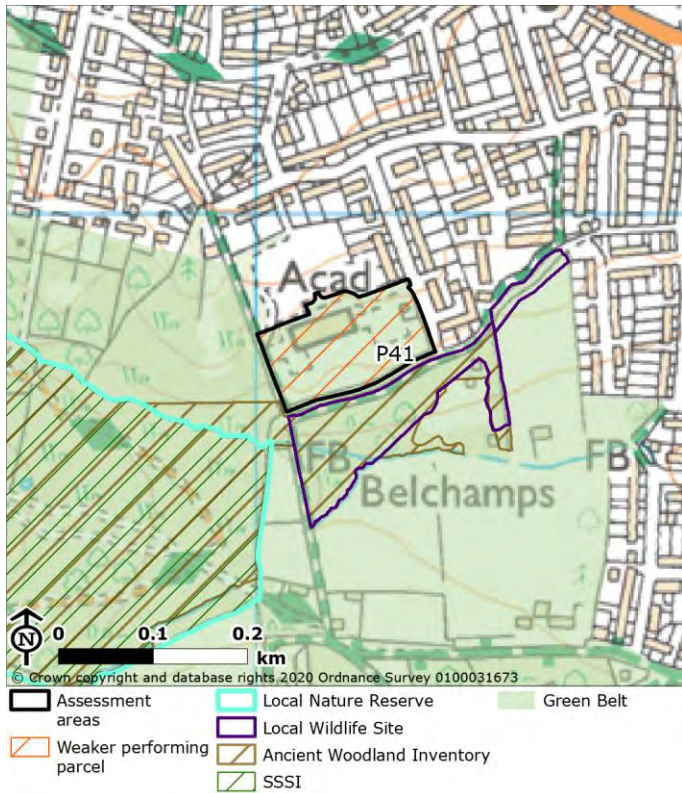 Acad
P41
FB
FB
Belchamps
N
0 0.1 0.2
km
© Crown copyright and database rights 2020 Ordnance Survey 0100031673
Assessment
areas
Weaker performing
parcel
Local Nature Reserve
Local Wildlife Site
Ancient Woodland Inventory
SSSI
Green Belt